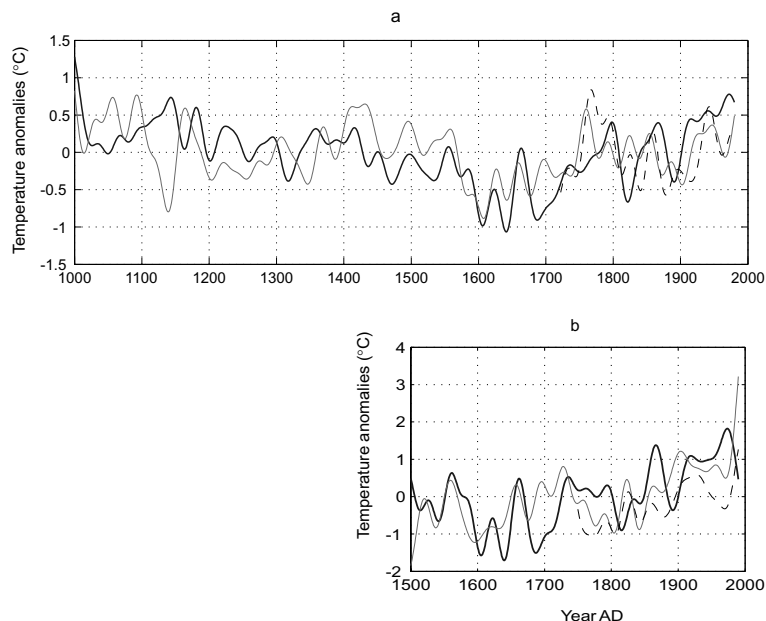 a
Temperature anomalies (°C)
1.5
1
0.5
0
-0.5
-1
-1.5
1000 1100 1200 1300 1400 1500 1600 1700 1800 1900 2000
b
Temperature anomalies (°C)
4
3
2
1
0
-1
-2
1500 1600 1700 1800 1900 2000
Year AD